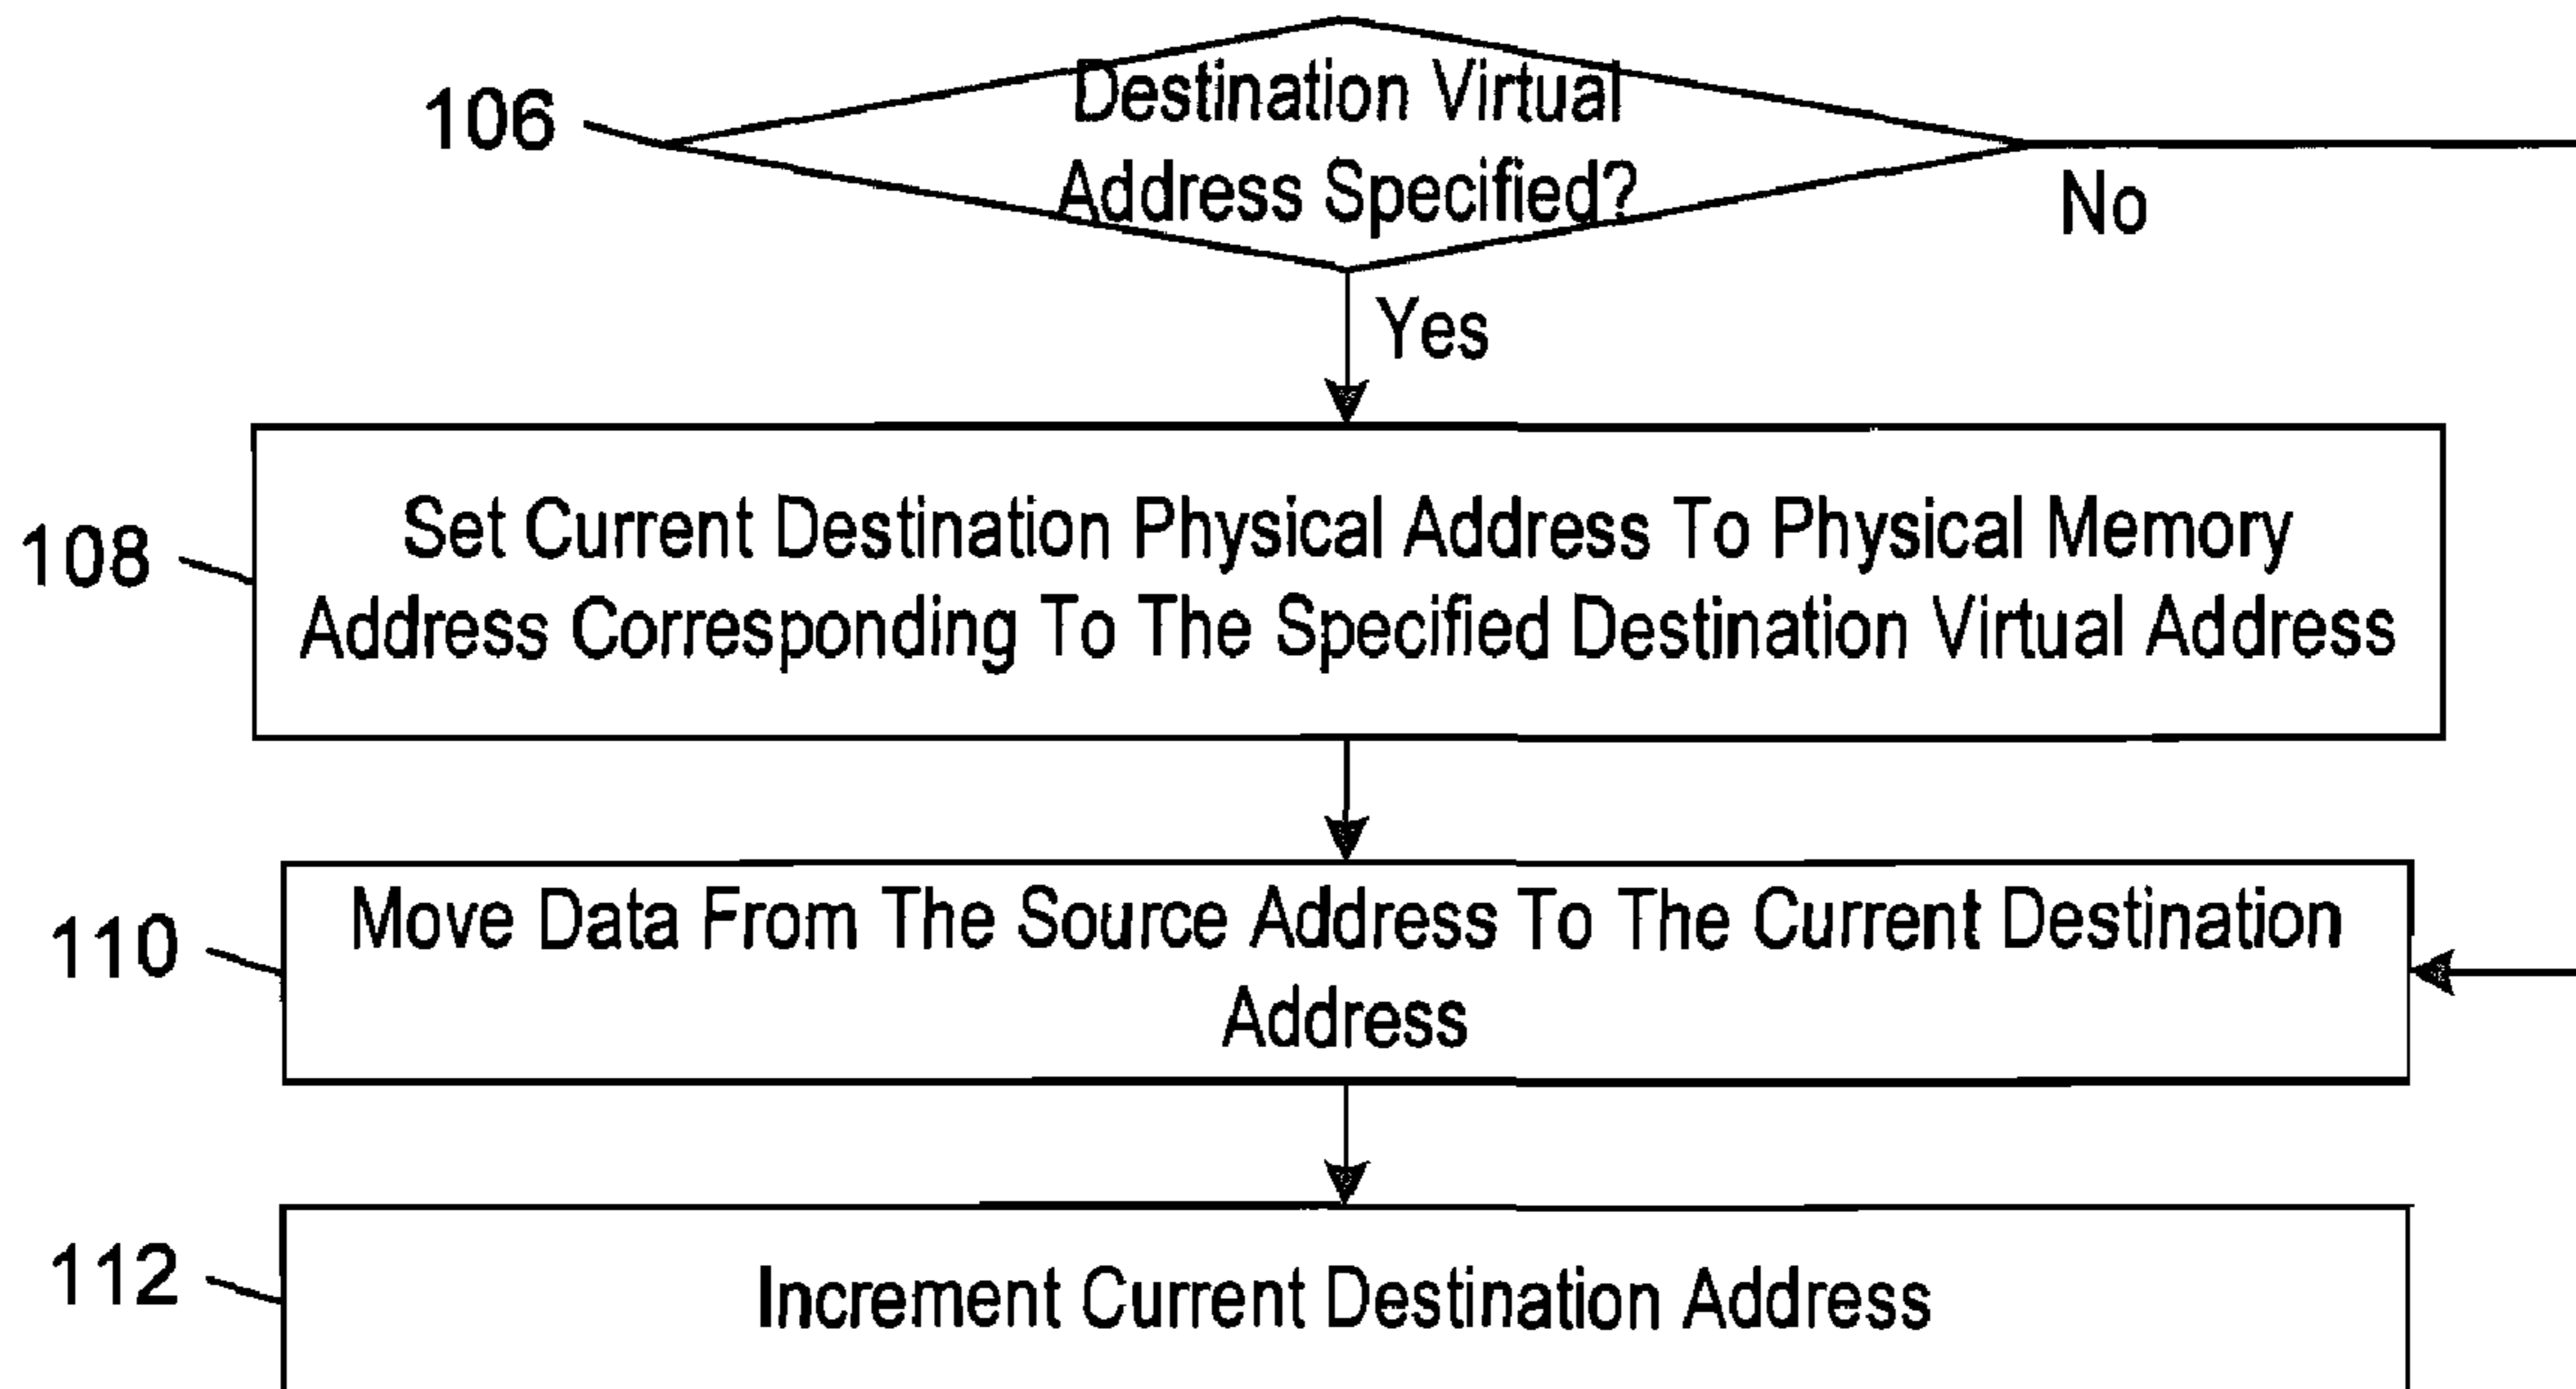 106
Destination Virtual
Address Specified?
No
Yes
108
Set Current Destination Physical Address To Physical Memory
Address Corresponding To The Specified Destination Virtual Address
110
Move Data From The Source Address To The Current Destination
Address
112
Increment Current Destination Address